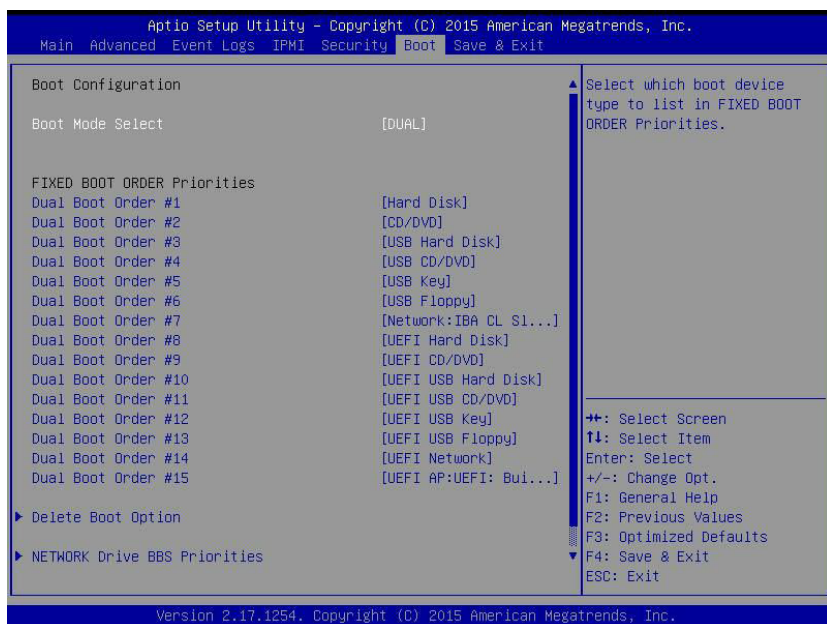 Aptio Setup Utility – Copyright (C) 2015 American Megatrends, Inc.
Main Advanced Event Logs IPMI Security Boot Save & Exit
Boot Configuration
Boot Mode Select [DUAL]
FIXED BOOT ORDER Priorities
Dual Boot Order #1 [Hard Disk]
Dual Boot Order #2 [CD/DVD]
Dual Boot Order #3 [USB Hard Disk]
Dual Boot Order #4 [USB CD/DVD]
Dual Boot Order #5 [USB Key]
Dual Boot Order #6 [USB Floppy]
Dual Boot Order #7 [Network:IBA CL Sl...]
Dual Boot Order #8 [UEFI Hard Disk]
Dual Boot Order #9 [UEFI CD/DVD]
Dual Boot Order #10 [UEFI USB Hard Disk]
Dual Boot Order #11 [UEFI USB CD/DVD]
Dual Boot Order #12 [UEFI USB Key]
Dual Boot Order #13 [UEFI USB Floppy]
Dual Boot Order #14 [UEFI Network]
Dual Boot Order #15 [UEFI AP:UEFI: Bui...]
▶ Delete Boot Option
▶ NETWORK Drive BBS Priorities
Select which boot device
type to list in FIXED BOOT
ORDER Priorities.
→←: Select Screen
↑↓: Select Item
Enter: Select
+/-: Change Opt.
F1: General Help
F2: Previous Values
F3: Optimized Defaults
F4: Save & Exit
ESC: Exit
Version 2.17.1254. Copyright (C) 2015 American Megatrends, Inc.